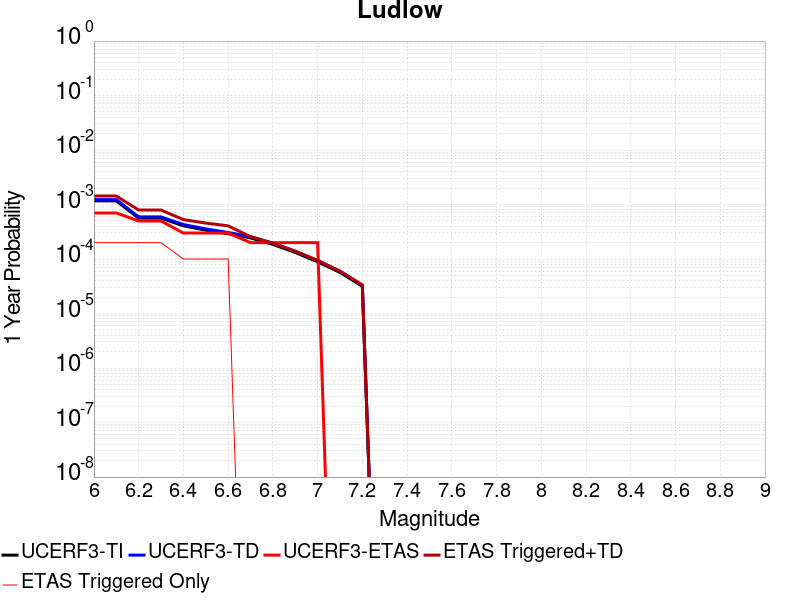 Ludlow
10^0
10^-1
10^-2
10^-3
10^-4
10^-5
10^-6
10^-7
10^-8
1 Year Probability
6 6.2 6.4 6.6 6.8 7 7.2 7.4 7.6 7.8 8 8.2 8.4 8.6 8.8 9
Magnitude
UCERF3-TI UCERF3-TD UCERF3-ETAS ETAS Triggered+TD
ETAS Triggered Only